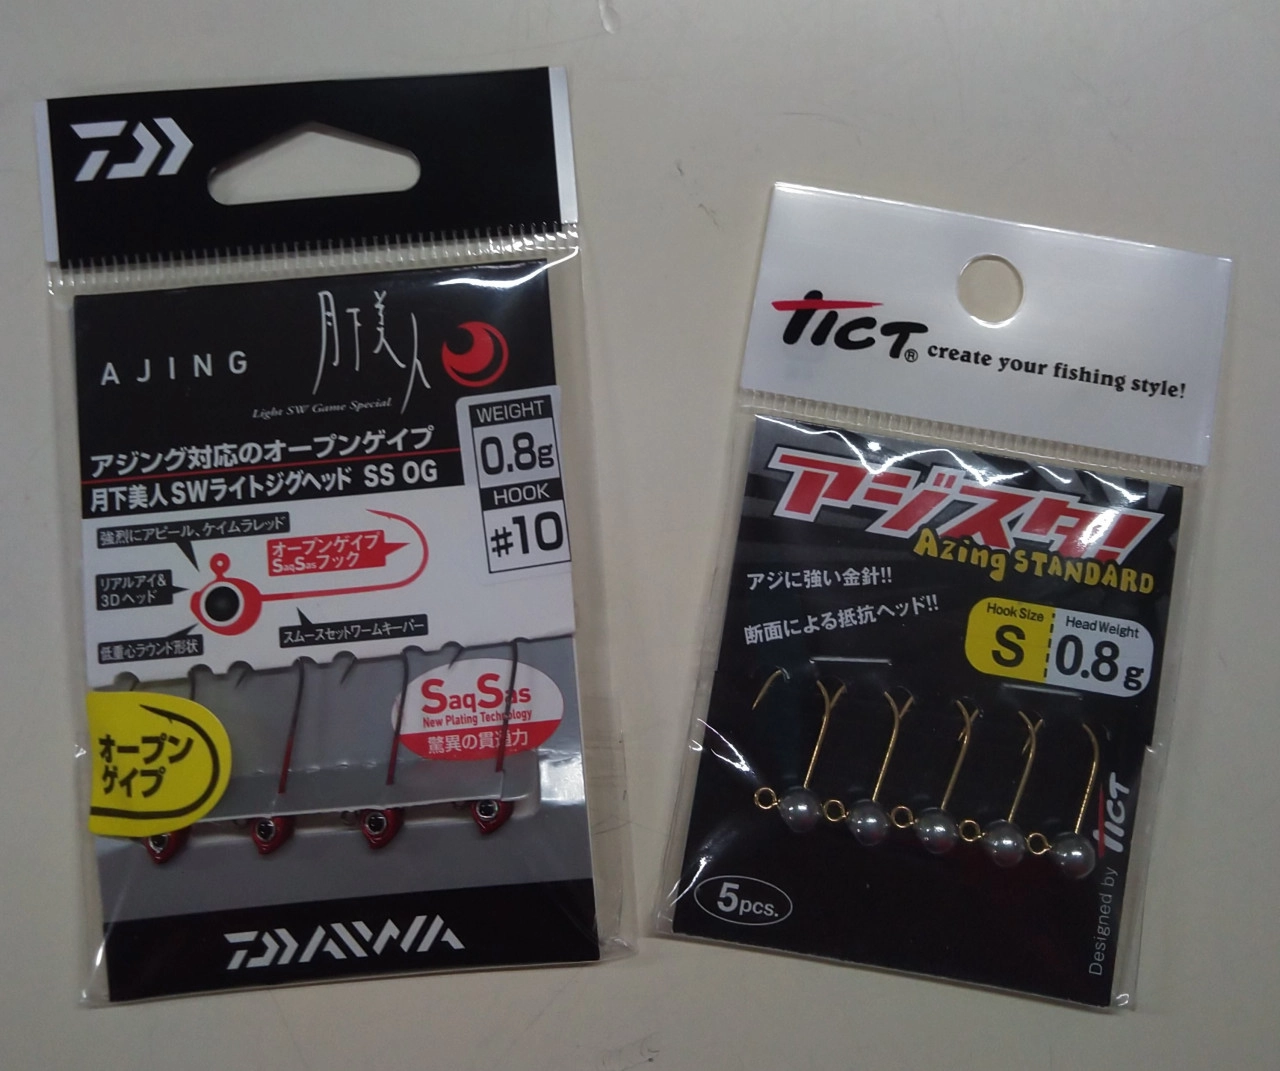 AJING
月下美人
Light SW Game Special
アジング対応のオープンゲイプ
月下美人SWライトジグヘッド SS OG
WEIGHT
0.8g
HOOK
#10
強烈にアピール、ケイムラレッド
オープンゲイプ
SaqSasフック
リアルアイ&
3Dヘッド
低重心ラウンド形状
スムースセットワームキーパー
SaqSas
New Plating Technology
驚異の貫通力
オープン
ゲイプ
DAIWA
TICT® create your fishing style!
アジスタ!
Azing STANDARD
アジに強い金針!!
断面による抵抗ヘッド!!
Hook Size
S
Head Weight
0.8g
5pcs.
Designed by TICT